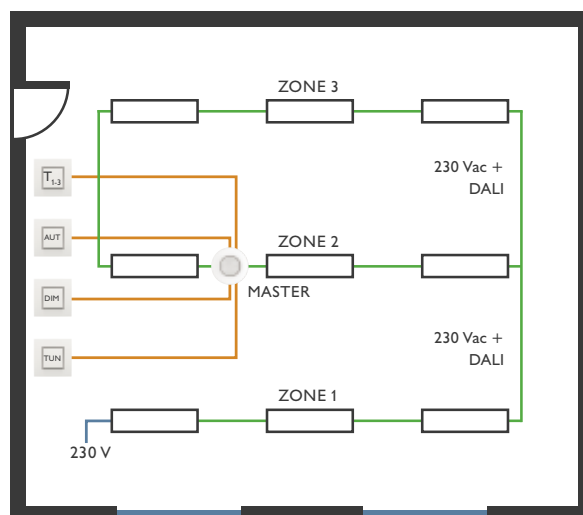 ZONE 3
230 Vac +
DALI
T1-3
AUT
ZONE 2
MASTER
DIM
230 Vac +
DALI
TUN
ZONE 1
230 V